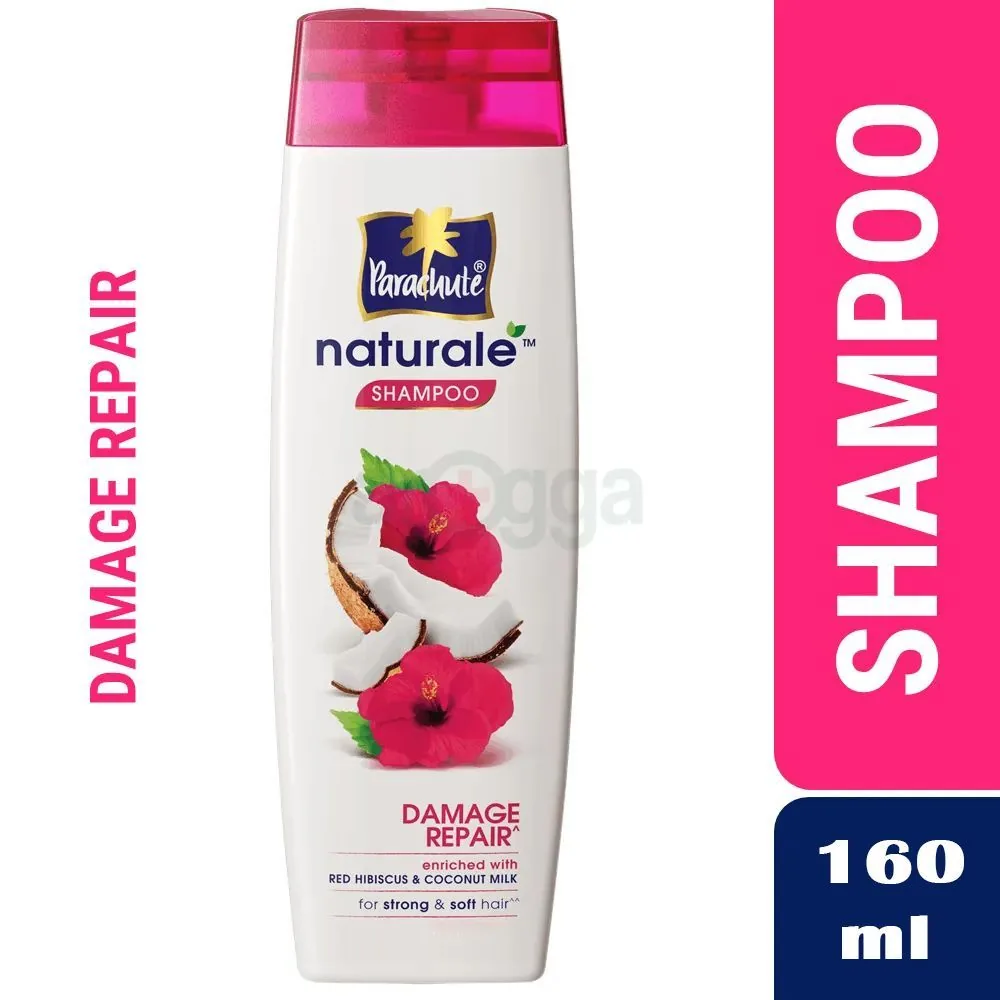 DAMAGE REPAIR
Parachute®
naturale™
SHAMPOO
DAMAGE
REPAIR^
enriched with
RED HIBISCUS & COCONUT MILK
for strong & soft hair^^
SHAMPOO
160
ml